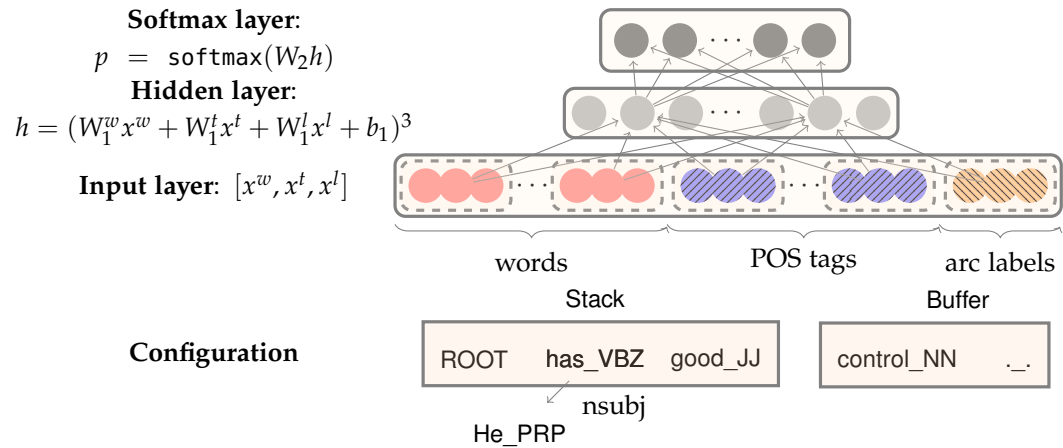 Softmax layer:
p = softmax(W₂h)
Hidden layer:
h = (W₁ʷxʷ + W₁ᵗxᵗ + W₁ˡxˡ + b₁)³
Input layer: [xʷ, xᵗ, xˡ]
··· ···
···
··· ···
words POS tags arc labels
Stack Buffer
Configuration
ROOT has_VBZ good_JJ control_NN ._.
nsubj
He_PRP